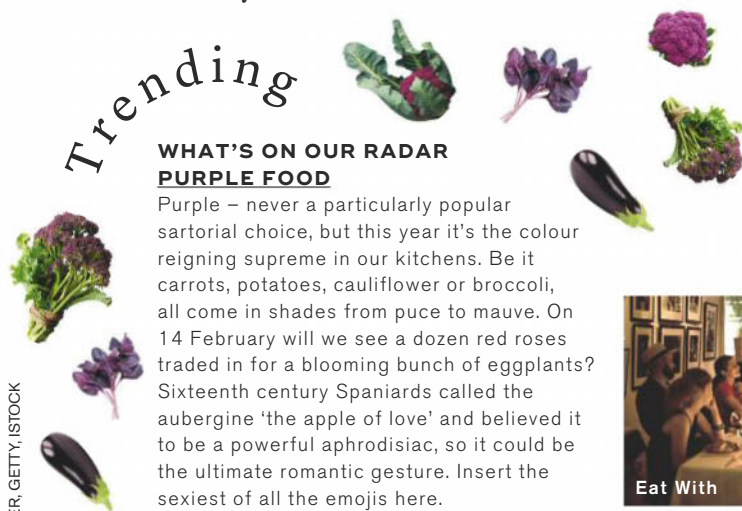 Trending
WHAT'S ON OUR RADAR
PURPLE FOOD
Purple – never a particularly popular
sartorial choice, but this year it's the colour
reigning supreme in our kitchens. Be it
carrots, potatoes, cauliflower or broccoli,
all come in shades from puce to mauve. On
14 February will we see a dozen red roses
traded in for a blooming bunch of eggplants?
Sixteenth century Spaniards called the
aubergine ‘the apple of love’ and believed it
to be a powerful aphrodisiac, so it could be
the ultimate romantic gesture. Insert the
sexiest of all the emojis here.
Eat With
GETTY, ISTOCK